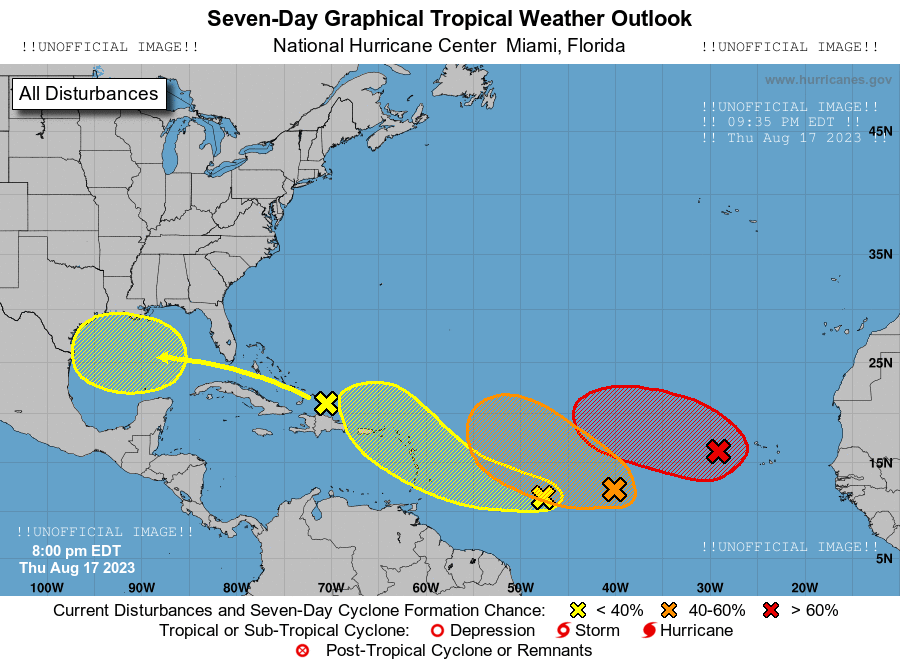 Seven-Day Graphical Tropical Weather Outlook
!!UNOFFICIAL IMAGE!! National Hurricane Center Miami, Florida !!UNOFFICIAL IMAGE!!
All Disturbances
www.hurricanes.gov
!!UNOFFICIAL IMAGE!!
!! 09:35 PM EDT !!
!! Thu Aug 17 2023 !!
45N
35N
25N
15N
!!UNOFFICIAL IMAGE!!
8:00 pm EDT
Thu Aug 17 2023
!!UNOFFICIAL IMAGE!!
5N
100W 90W 80W 70W 60W 50W 40W 30W 20W
Current Disturbances and Seven-Day Cyclone Formation Chance: < 40% 40-60% > 60%
Tropical or Sub-Tropical Cyclone: Depression Storm Hurricane
Post-Tropical Cyclone or Remnants